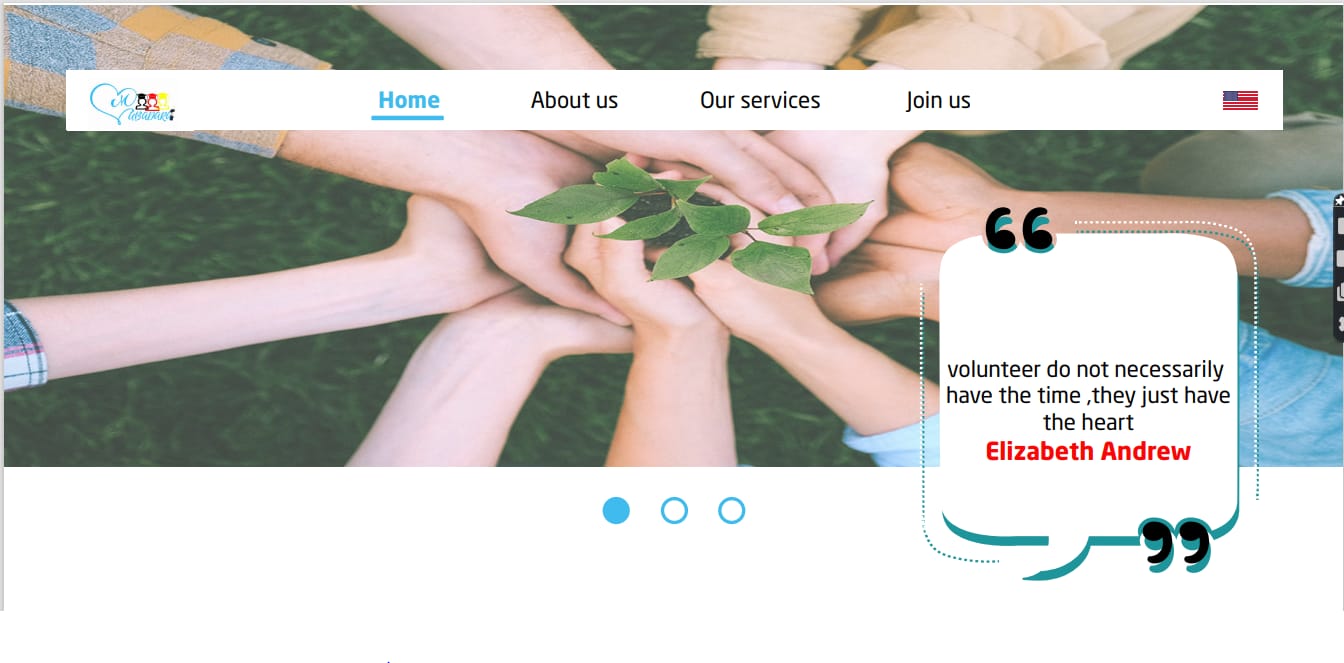 Home
About us
Our services
Join us
“
volunteer do not necessarily
have the time ,they just have
the heart
Elizabeth Andrew
”